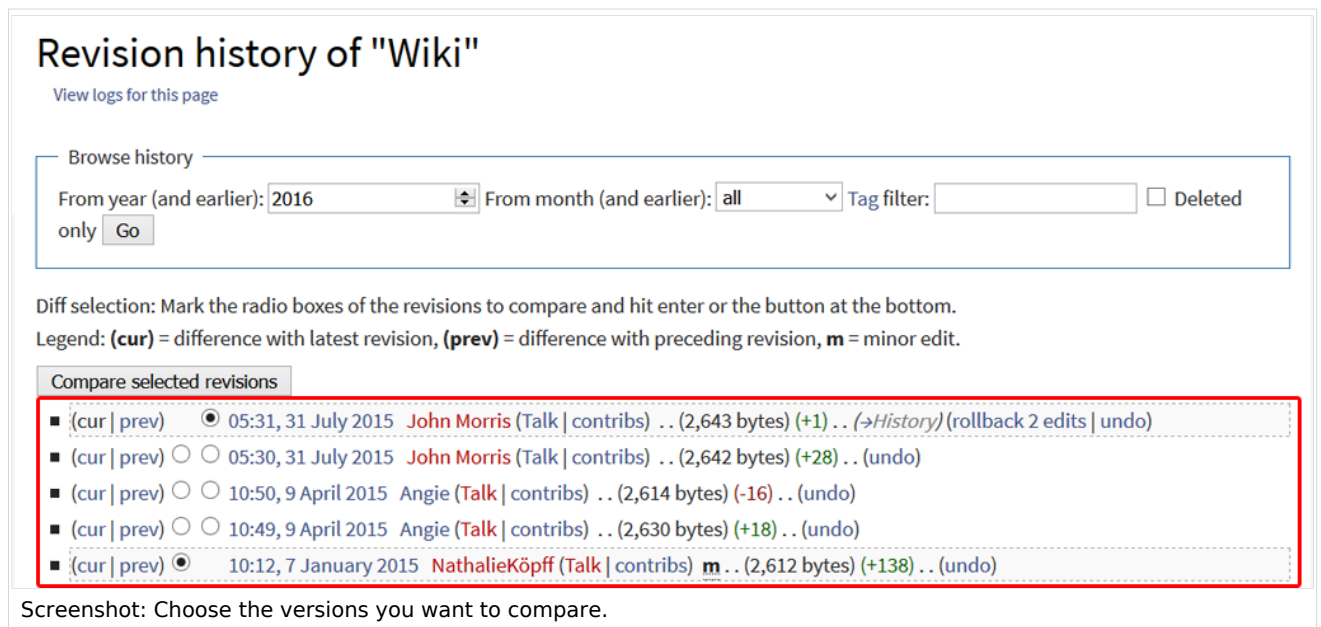 Revision history of "Wiki"
View logs for this page
Browse history
From year (and earlier): 2016 From month (and earlier): all Tag filter: Deleted
only Go
Diff selection: Mark the radio boxes of the revisions to compare and hit enter or the button at the bottom.
Legend: (cur) = difference with latest revision, (prev) = difference with preceding revision, m = minor edit.
Compare selected revisions
(cur | prev) 05:31, 31 July 2015 John Morris (Talk | contribs) . . (2,643 bytes) (+1) . . (→History) (rollback 2 edits | undo)
(cur | prev) 05:30, 31 July 2015 John Morris (Talk | contribs) . . (2,642 bytes) (+28) . . (undo)
(cur | prev) 10:50, 9 April 2015 Angie (Talk | contribs) . . (2,614 bytes) (-16) . . (undo)
(cur | prev) 10:49, 9 April 2015 Angie (Talk | contribs) . . (2,630 bytes) (+18) . . (undo)
(cur | prev) 10:12, 7 January 2015 NathalieKöpff (Talk | contribs) m . . (2,612 bytes) (+138) . . (undo)
Screenshot: Choose the versions you want to compare.